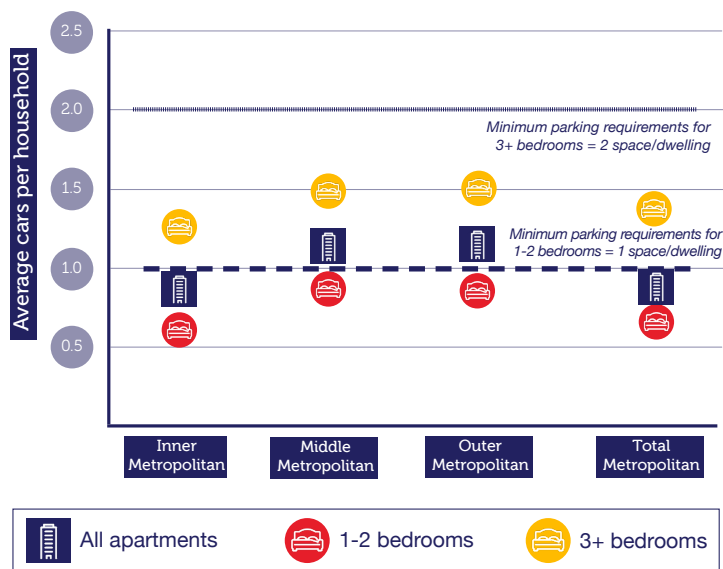 Average cars per household
2.5
2.0
1.5
1.0
0.5
Minimum parking requirements for
3+ bedrooms = 2 space/dwelling
Minimum parking requirements for
1-2 bedrooms = 1 space/dwelling
Inner
Metropolitan
Middle
Metropolitan
Outer
Metropolitan
Total
Metropolitan
All apartments
1-2 bedrooms
3+ bedrooms